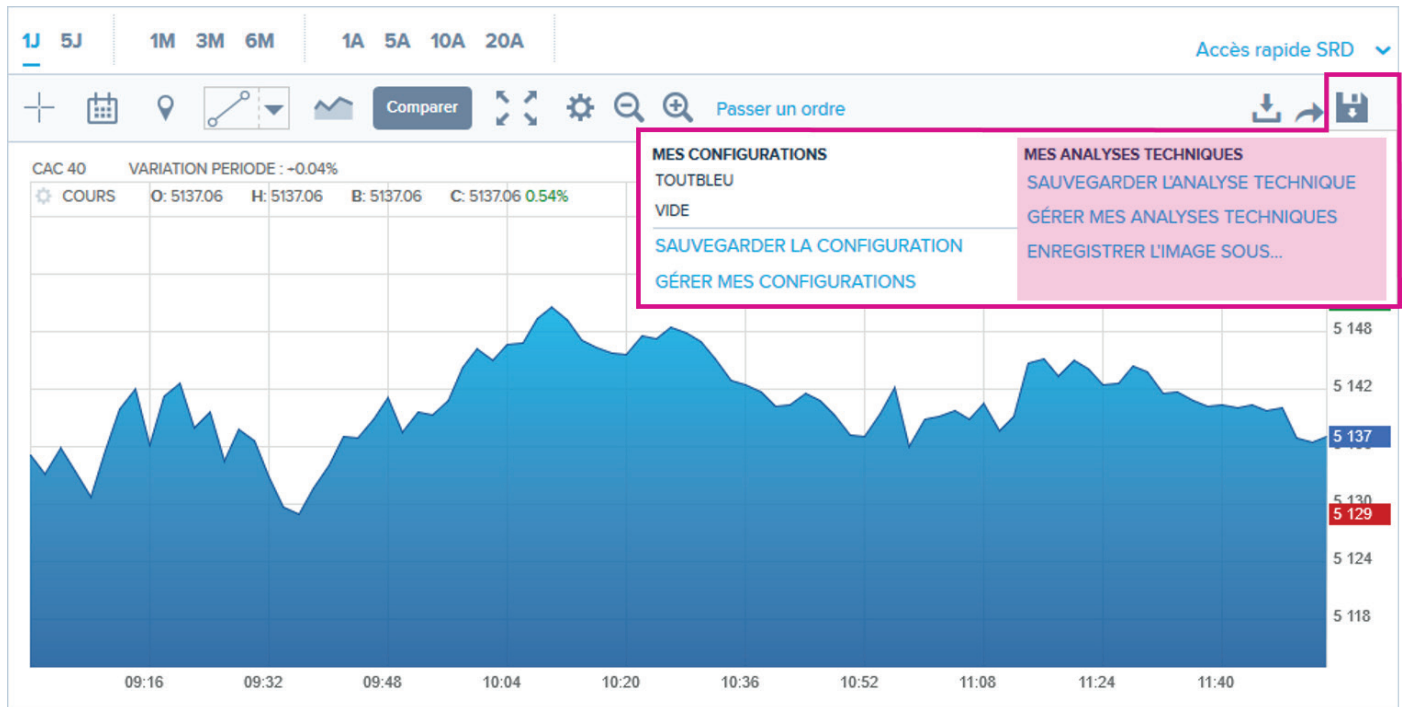 1J 5J 1M 3M 6M 1A 5A 10A 20A
Accès rapide SRD
Comparer Passer un ordre
MES CONFIGURATIONS
TOUTBLEU
VIDE
SAUVEGARDER LA CONFIGURATION
GÉRER MES CONFIGURATIONS
MES ANALYSES TECHNIQUES
SAUVEGARDER L'ANALYSE TECHNIQUE
GÉRER MES ANALYSES TECHNIQUES
ENREGISTRER L'IMAGE SOUS...
CAC 40 VARIATION PERIODE : +0.04%
COURS O: 5137.06 H: 5137.06 B: 5137.06 C: 5137.06 0.54%
5 148
5 142
5 137
5 130
5 129
5 124
5 118
09:16 09:32 09:48 10:04 10:20 10:36 10:52 11:08 11:24 11:40